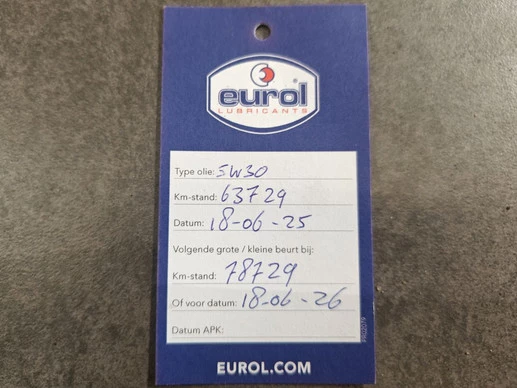 eurol
LUBRICANTS
Type olie: 5W30
Km-stand: 63729
Datum: 18-06-25
Volgende grote / kleine beurt bij:
Km-stand: 78729
Of voor datum: 18-06-26
Datum APK:
EUROL.COM